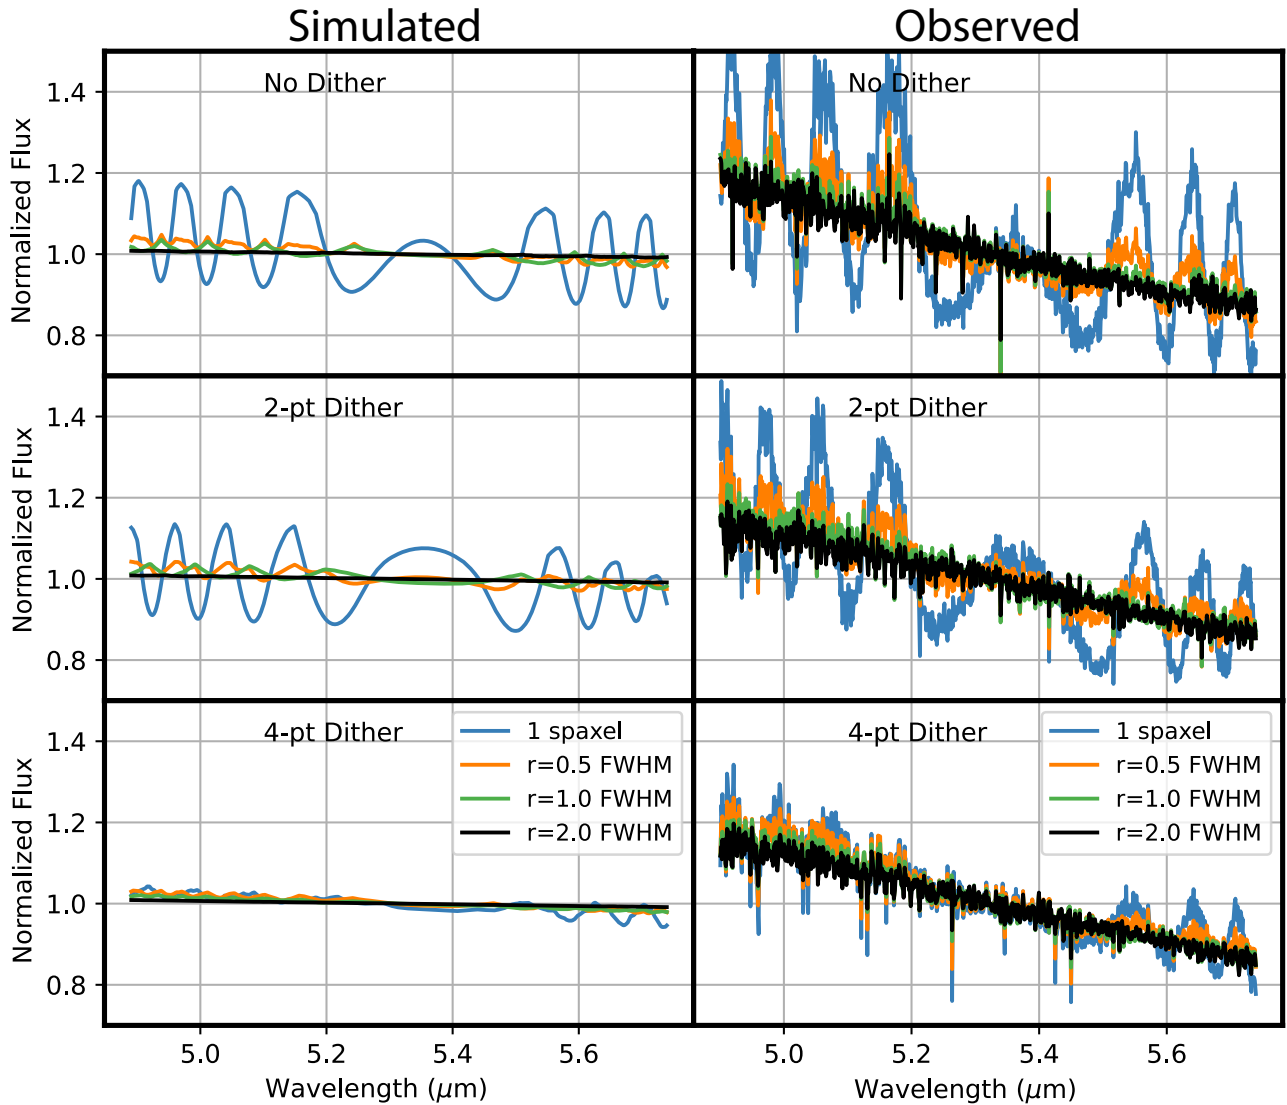 Simulated
Observed
No Dither
No Dither
Normalized Flux
1.4
1.2
1.0
0.8
2-pt Dither
2-pt Dither
Normalized Flux
1.4
1.2
1.0
0.8
4-pt Dither
4-pt Dither
Normalized Flux
1.4
1.2
1.0
0.8
1 spaxel
r=0.5 FWHM
r=1.0 FWHM
r=2.0 FWHM
1 spaxel
r=0.5 FWHM
r=1.0 FWHM
r=2.0 FWHM
5.0 5.2 5.4 5.6
5.0 5.2 5.4 5.6
Wavelength (μm)
Wavelength (μm)